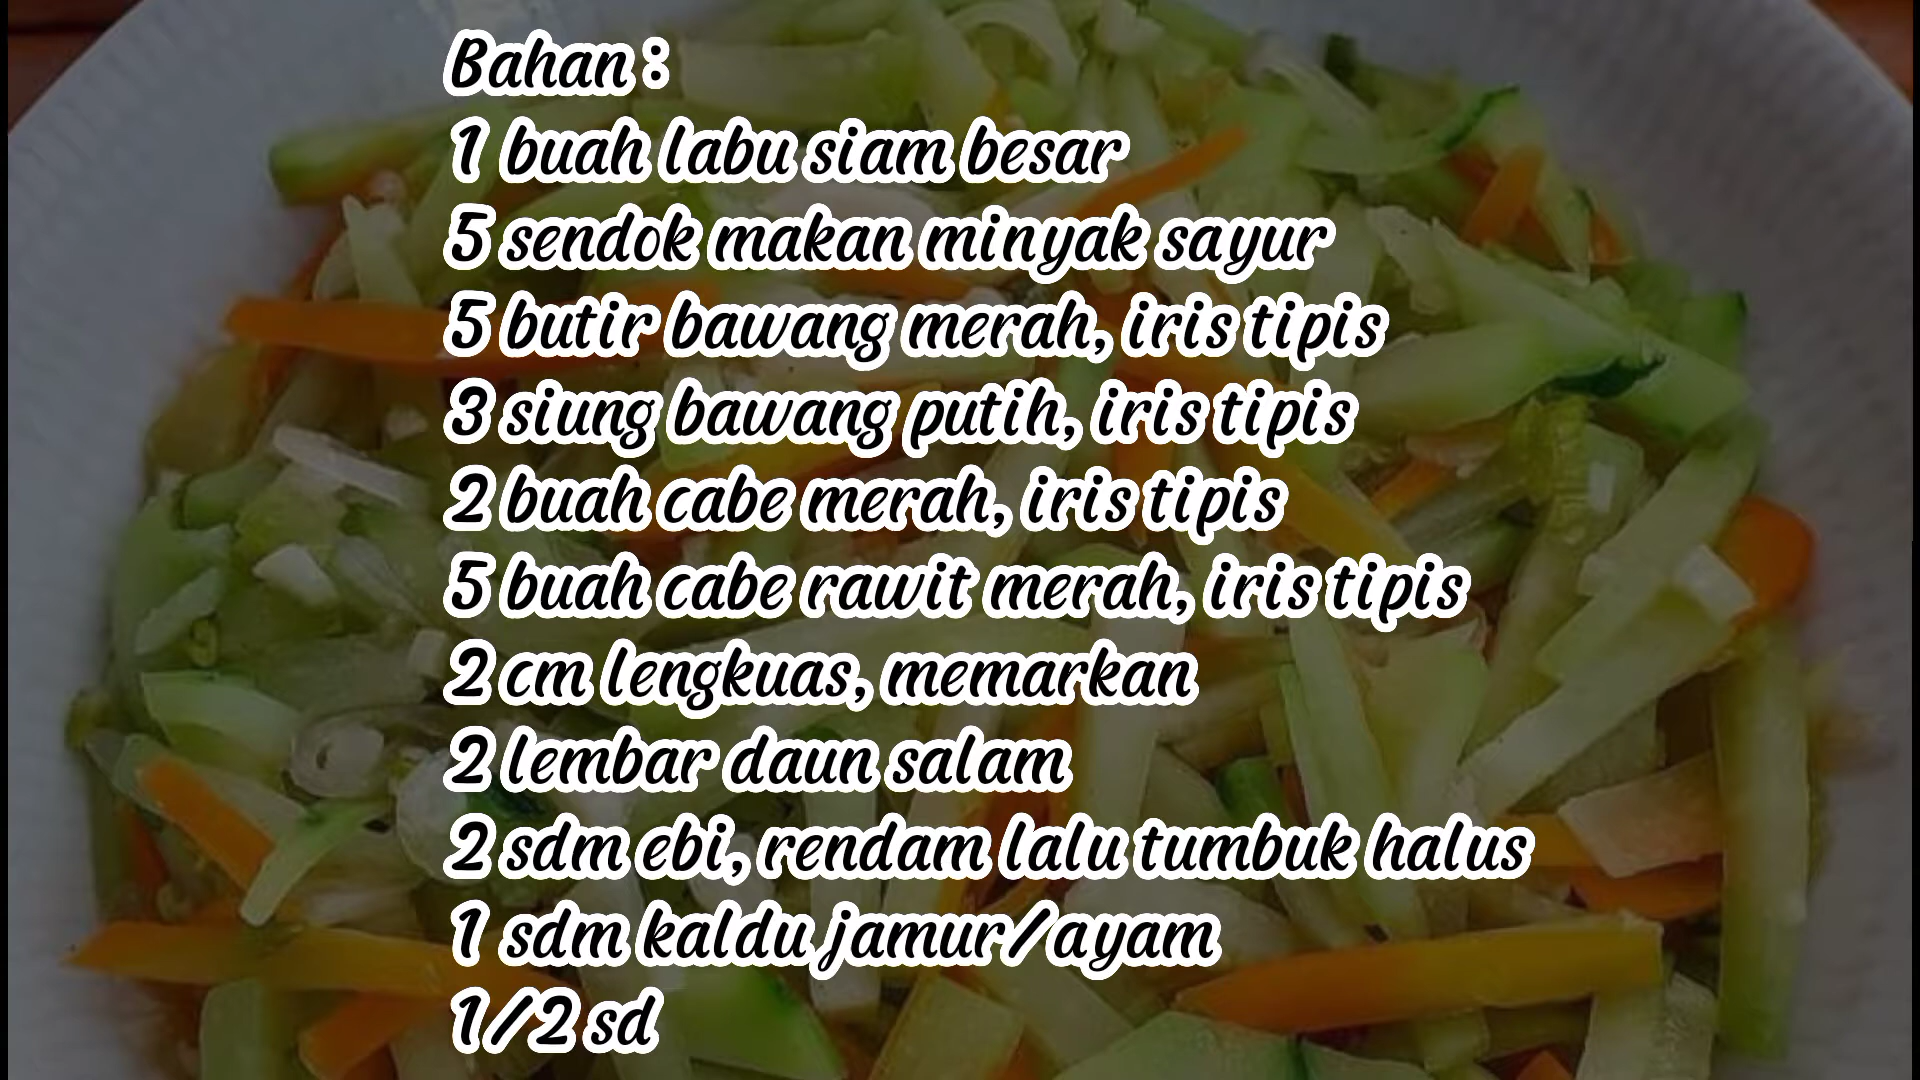 Bahan :
1 buah labu siam besar
5 sendok makan minyak sayur
5 butir bawang merah, iris tipis
3 siung bawang putih, iris tipis
2 buah cabe merah, iris tipis
5 buah cabe rawit merah, iris tipis
2 cm lengkuas, memarkan
2 lembar daun salam
2 sdm ebi, rendam lalu tumbuk halus
1 sdm kaldu jamur/ayam
1/2 sd